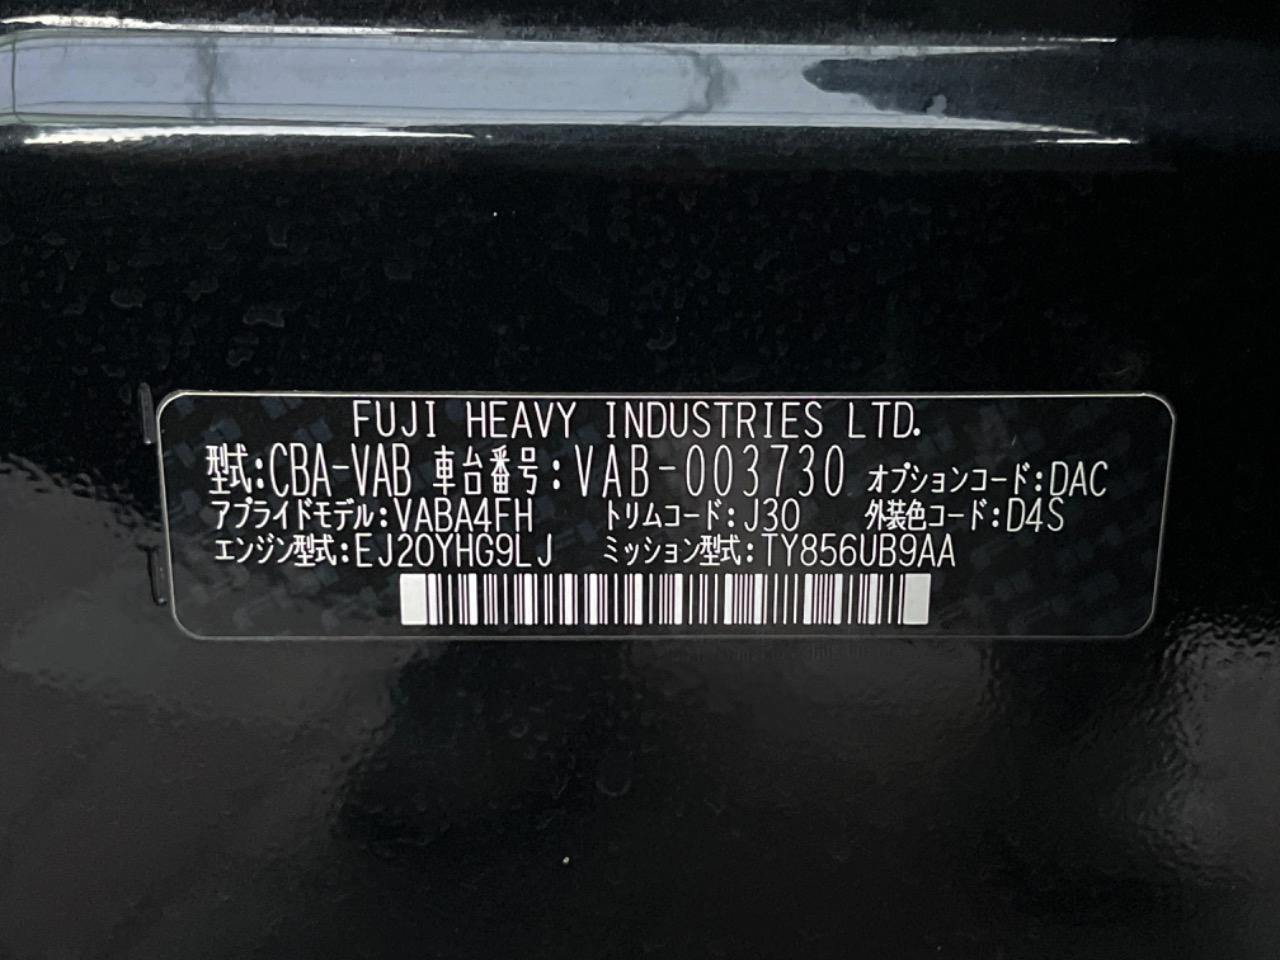 FUJI HEAVY INDUSTRIES LTD.
型式:CBA-VAB 車台番号:VAB-003730 オプションコード:DAC
アプライドモデル:VABA4FH トリムコード:J30 外装色コード:D4S
エンジン型式:EJ20YHG9LJ ミッション型式:TY856UB9AA